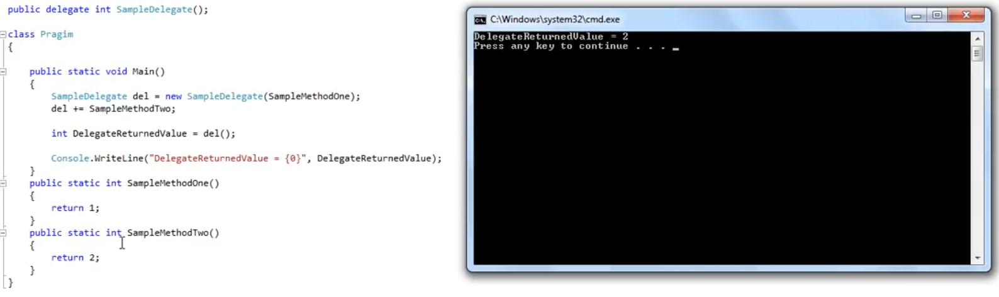 public delegate int SampleDelegate();
class Pragim
{
public static void Main()
{
SampleDelegate del = new SampleDelegate(SampleMethodOne);
del += SampleMethodTwo;
int DelegateReturnedValue = del();
Console.WriteLine("DelegateReturnedValue = {0}", DelegateReturnedValue);
}
public static int SampleMethodOne()
{
return 1;
}
public static int SampleMethodTwo()
{
return 2;
}
}
C:\Windows\system32\cmd.exe
DelegateReturnedValue = 2
Press any key to continue . . . _